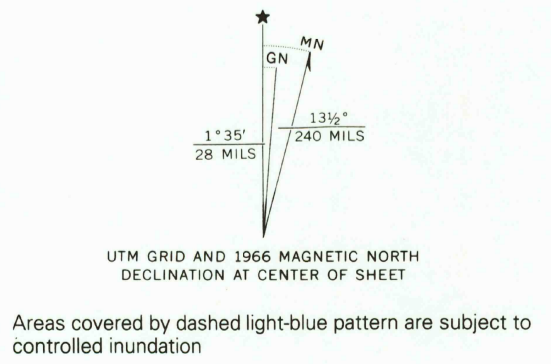 ★
MN
GN
1°35′
28 MILS
13½°
240 MILS
UTM GRID AND 1966 MAGNETIC NORTH
DECLINATION AT CENTER OF SHEET
Areas covered by dashed light-blue pattern are subject to
controlled inundation